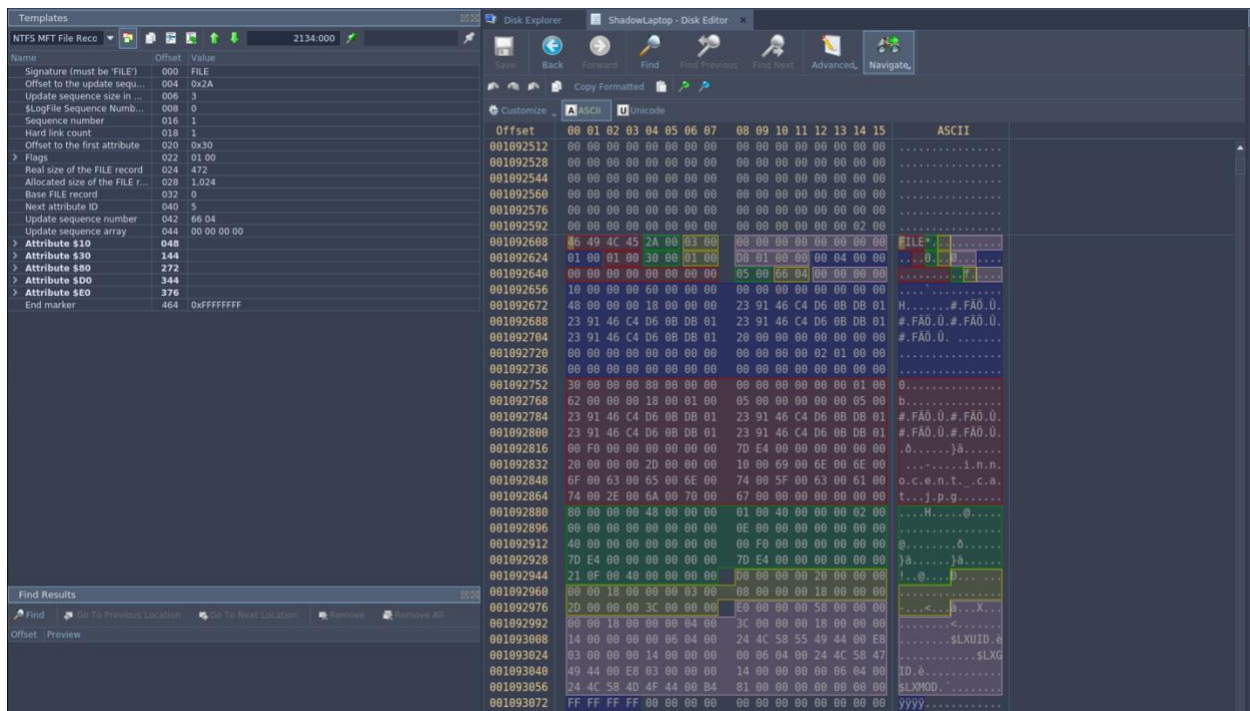 Templates
NTFS MFT File Reco
2134:000
Name Offset Value
Signature (must be 'FILE') 000 FILE
Offset to the update sequ... 004 0x2A
Update sequence size in ... 006 3
$LogFile Sequence Numb... 008 0
Sequence number 016 1
Hard link count 018 1
Offset to the first attribute 020 0x30
Flags 022 01 00
Real size of the FILE record 024 472
Allocated size of the FILE r... 028 1,024
Base FILE record 032 0
Next attribute ID 040 5
Update sequence number 042 66 04
Update sequence array 044 00 00 00 00
Attribute $10 048
Attribute $30 144
Attribute $80 272
Attribute $D0 344
Attribute $E0 376
End marker 464 0xFFFFFFFF
Find Results
Find Go To Previous Location Go To Next Location Remove Remove All
Offset Preview
Disk Explorer ShadowLaptop - Disk Editor
Save Back Forward Find Find Previous Find Next Advanced Navigate
Copy Formatted
Customize ASCII Unicode
Offset 00 01 02 03 04 05 06 07 08 09 10 11 12 13 14 15 ASCII
001092512 00 00 00 00 00 00 00 00 00 00 00 00 00 00 00 00 ................
001092528 00 00 00 00 00 00 00 00 00 00 00 00 00 00 00 00 ................
001092544 00 00 00 00 00 00 00 00 00 00 00 00 00 00 00 00 ................
001092560 00 00 00 00 00 00 00 00 00 00 00 00 00 00 00 00 ................
001092576 00 00 00 00 00 00 00 00 00 00 00 00 00 00 00 00 ................
001092592 00 00 00 00 00 00 00 00 00 00 00 00 00 00 02 00 ................
001092608 46 49 4C 45 2A 00 03 00 00 00 00 00 00 00 00 00 FILE*...........
001092624 01 00 01 00 30 00 01 00 D8 01 00 00 00 04 00 00 ....0...Ø.......
001092640 00 00 00 00 00 00 00 00 05 00 66 04 00 00 00 00 ..........f.....
001092656 10 00 00 00 60 00 00 00 00 00 00 00 00 00 00 00 ....`...........
001092672 48 00 00 00 18 00 00 00 23 91 46 C4 D6 0B DB 01 H.......#.FÄÖ.Û.
001092688 23 91 46 C4 D6 0B DB 01 23 91 46 C4 D6 0B DB 01 #.FÄÖ.Û.#.FÄÖ.Û.
001092704 23 91 46 C4 D6 0B DB 01 20 00 00 00 00 00 00 00 #.FÄÖ.Û. .......
001092720 00 00 00 00 00 00 00 00 00 00 00 00 02 01 00 00 ................
001092736 00 00 00 00 00 00 00 00 00 00 00 00 00 00 00 00 ................
001092752 30 00 00 00 80 00 00 00 00 00 00 00 00 00 01 00 0...............
001092768 62 00 00 00 18 00 01 00 05 00 00 00 00 00 05 00 b...............
001092784 23 91 46 C4 D6 0B DB 01 23 91 46 C4 D6 0B DB 01 #.FÄÖ.Û.#.FÄÖ.Û.
001092800 23 91 46 C4 D6 0B DB 01 23 91 46 C4 D6 0B DB 01 #.FÄÖ.Û.#.FÄÖ.Û.
001092816 00 F0 00 00 00 00 00 00 7D E4 00 00 00 00 00 00 .ð......}ä......
001092832 20 00 00 00 2D 00 00 00 10 00 69 00 6E 00 6E 00 ...-.....i.n.n.
001092848 6F 00 63 00 65 00 6E 00 74 00 5F 00 63 00 61 00 o.c.e.n.t._.c.a.
001092864 74 00 2E 00 6A 00 70 00 67 00 00 00 00 00 00 00 t...j.p.g.......
001092880 80 00 00 00 48 00 00 00 01 00 40 00 00 00 02 00 ....H.....@.....
001092896 00 00 00 00 00 00 00 00 0E 00 00 00 00 00 00 00 ................
001092912 40 00 00 00 00 00 00 00 00 F0 00 00 00 00 00 00 @........ð......
001092928 7D E4 00 00 00 00 00 00 7D E4 00 00 00 00 00 00 }ä......}ä......
001092944 21 0F 00 40 00 00 00 00 D0 00 00 00 20 00 00 00 !..@....Ð... ...
001092960 00 00 18 00 00 00 03 00 08 00 00 00 18 00 00 00 ................
001092976 2D 00 00 00 3C 00 00 00 E0 00 00 00 58 00 00 00 -...<...à...X...
001092992 00 00 18 00 00 00 04 00 3C 00 00 00 18 00 00 00 ........<.......
001093008 14 00 00 00 00 06 04 00 24 4C 58 55 49 44 00 E8 ........$LXUID.è
001093024 03 00 00 00 14 00 00 00 00 06 04 00 24 4C 58 47 ............$LXG
001093040 49 44 00 E8 03 00 00 00 14 00 00 00 00 06 04 00 ID.è............
001093056 24 4C 58 4D 4F 44 00 B4 81 00 00 00 00 00 00 00 $LXMOD.´........
001093072 FF FF FF FF 00 00 00 00 00 00 00 00 00 00 00 00 ÿÿÿÿ............